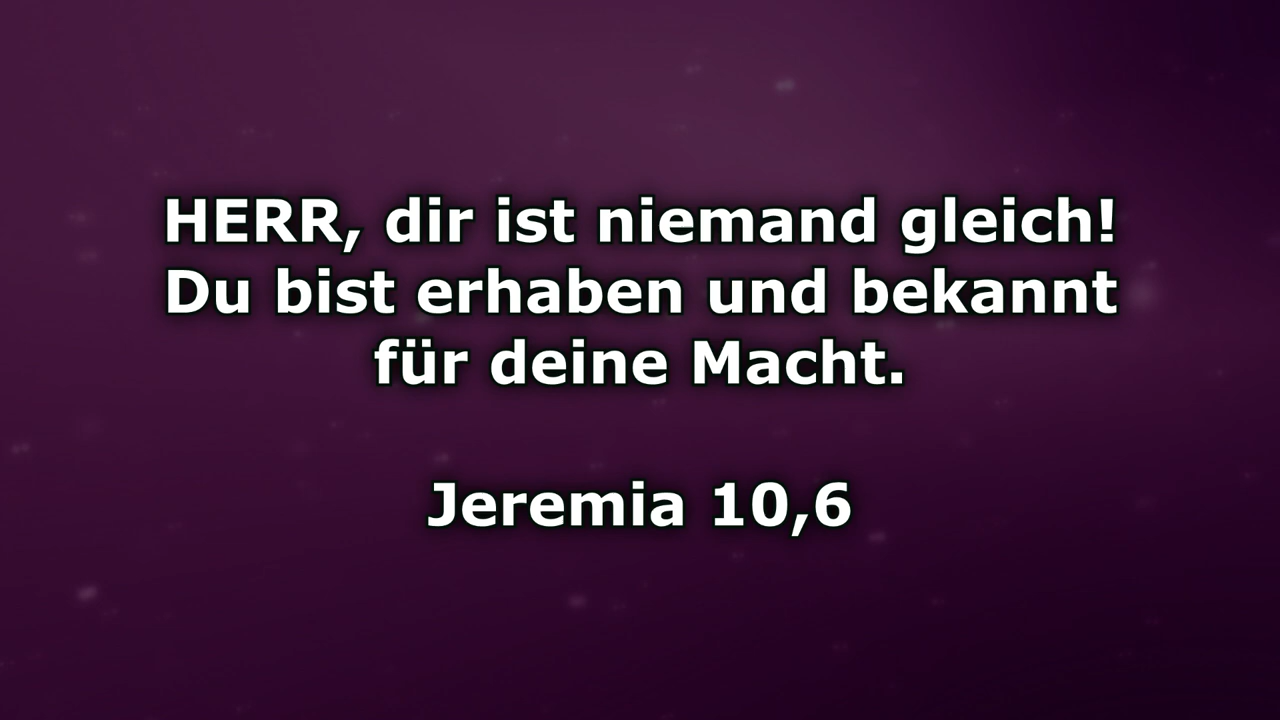 HERR, dir ist niemand gleich!
Du bist erhaben und bekannt
für deine Macht.
Jeremia 10,6